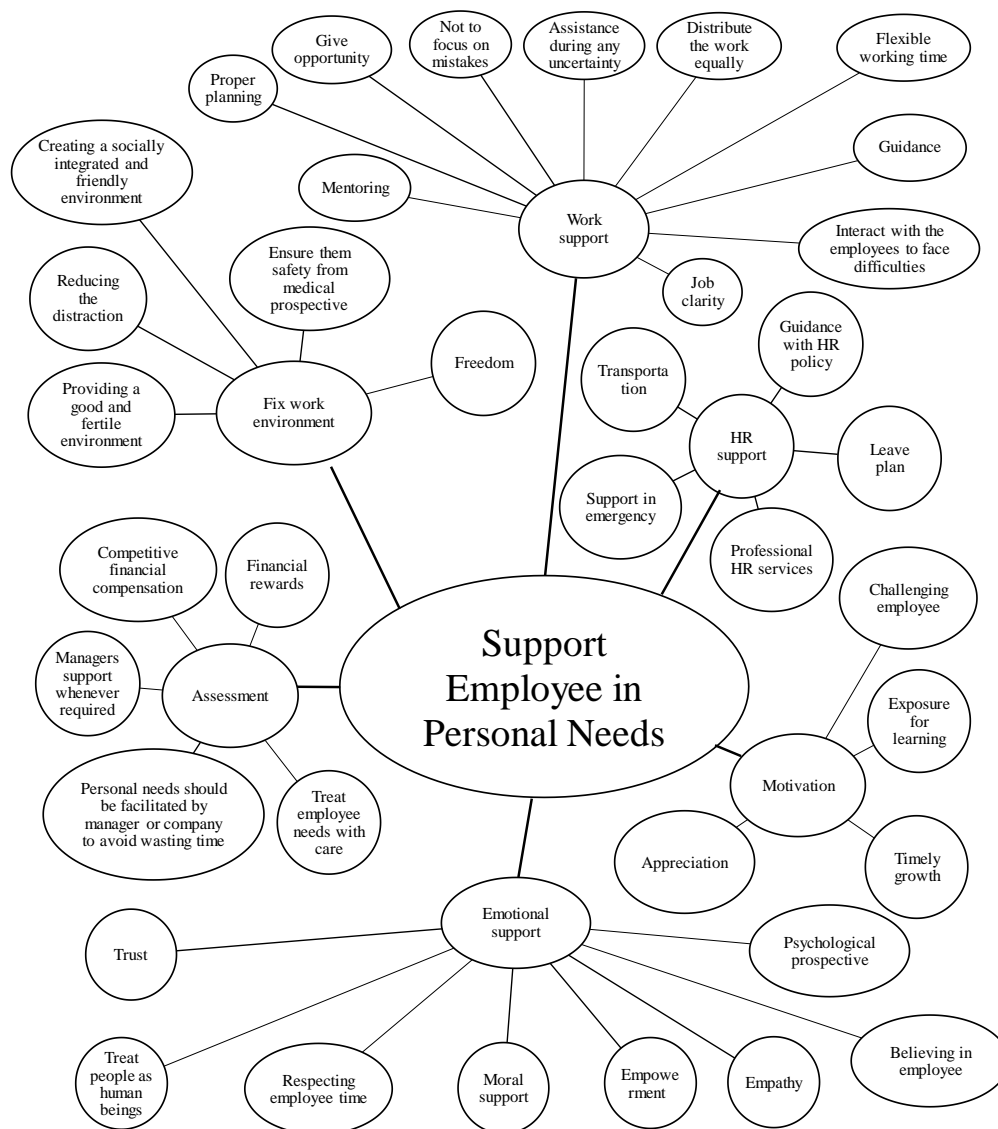 Give
opportunity
Not to
focus on
mistakes
Assistance
during any
uncertainty
Distribute
the work
equally
Flexible
working time
Proper
planning
Creating a socially
integrated and
friendly
environment
Mentoring
Guidance
Work
support
Interact with the
employees to face
difficulties
Ensure them
safety from
medical
prospective
Reducing
the
distraction
Job
clarity
Freedom
Guidance
with HR
policy
Transporta
tion
Providing a
good and
fertile
environment
Fix work
environment
HR
support
Leave
plan
Support in
emergency
Professional
HR services
Competitive
financial
compensation
Financial
rewards
Challenging
employee
Managers
support
whenever
required
Assessment
Support
Employee in
Personal Needs
Exposure
for
learning
Motivation
Personal needs should
be facilitated by
manager or company
to avoid wasting time
Treat
employee
needs with
care
Appreciation
Timely
growth
Emotional
support
Trust
Psychological
prospective
Treat
people as
human
beings
Respecting
employee time
Moral
support
Empowe
rment
Empathy
Believing in
employee